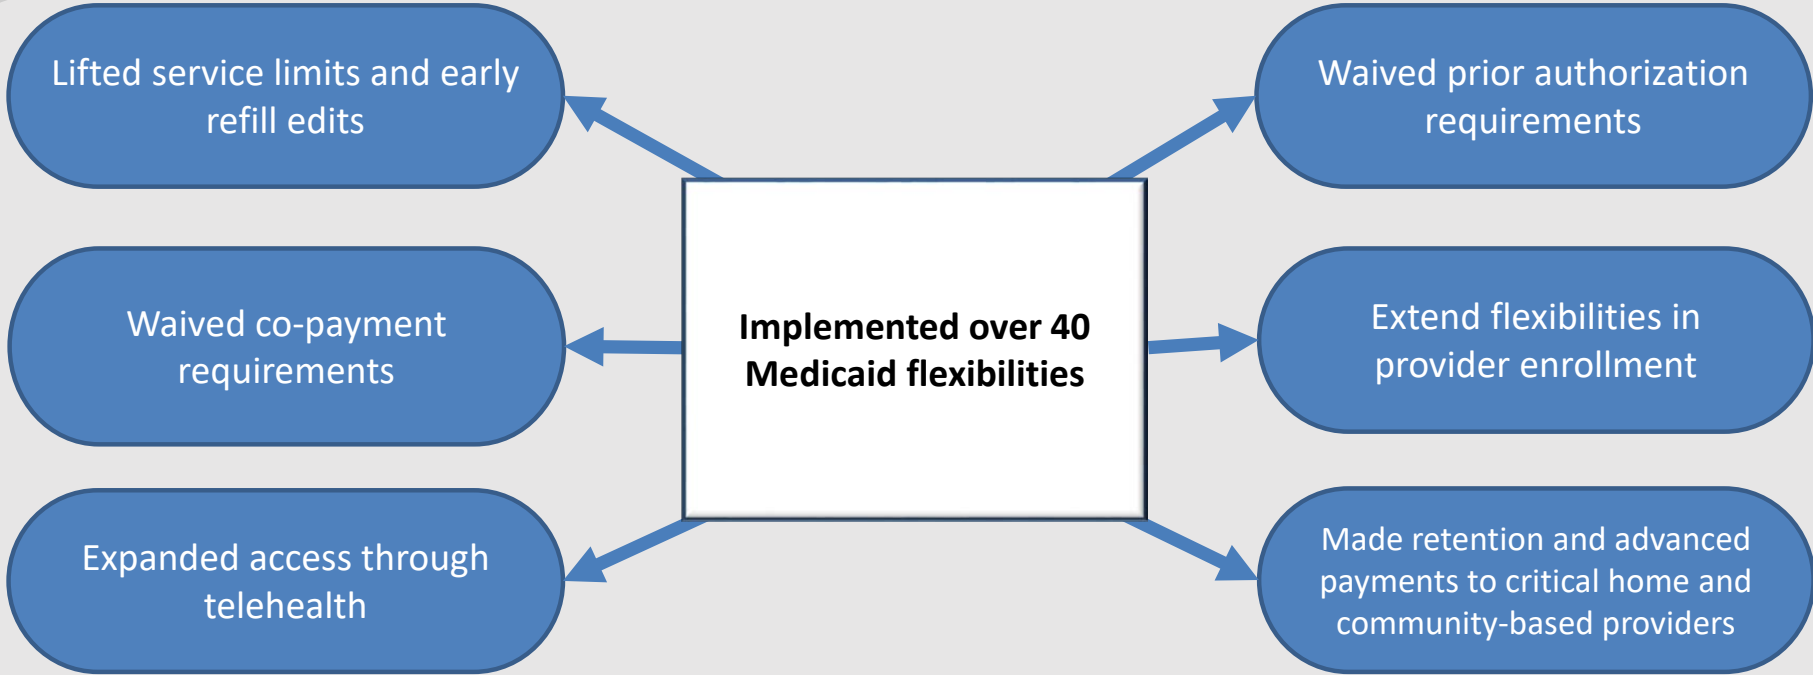 Lifted service limits and early
refill edits
Waived prior authorization
requirements
Waived co-payment
requirements
Implemented over 40
Medicaid flexibilities
Extend flexibilities in
provider enrollment
Expanded access through
telehealth
Made retention and advanced
payments to critical home and
community-based providers